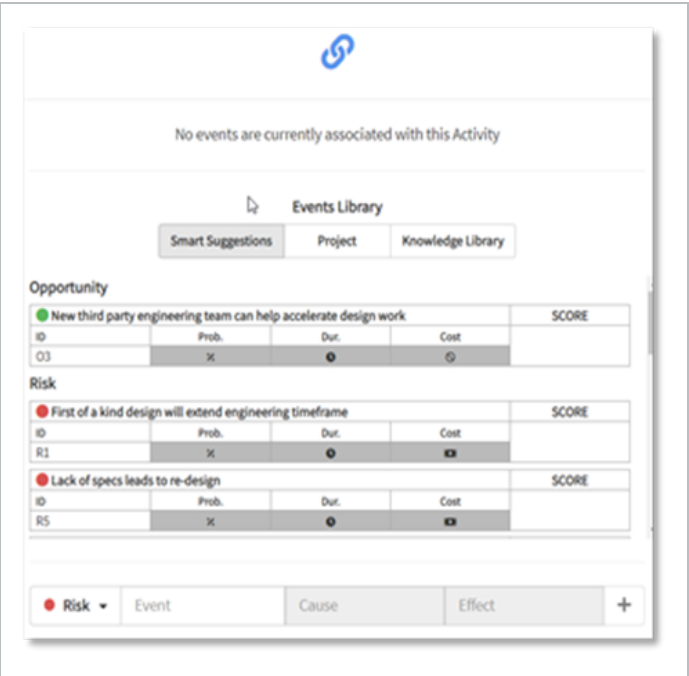 No events are currently associated with this Activity
Events Library
Smart Suggestions Project Knowledge Library
Opportunity
New third party engineering team can help accelerate design work SCORE
ID Prob. Dur. Cost
O3 %
Risk
First of a kind design will extend engineering timeframe SCORE
ID Prob. Dur. Cost
R1 %
Lack of specs leads to re-design SCORE
ID Prob. Dur. Cost
R5 %
Risk Event Cause Effect +